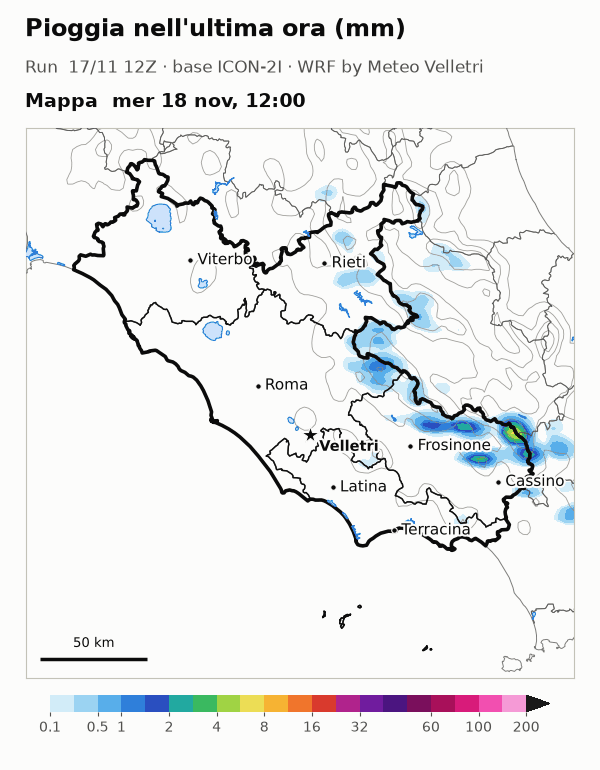 Pioggia nell'ultima ora (mm)
Run  17/11 12Z · base ICON-2I · WRF by Meteo Velletri
Mappa  mer 18 nov, 12:00
Viterbo
Rieti
Roma
Velletri
Frosinone
Cassino
Latina
Terracina
50 km
0.1 0.5 1 2 4 8 16 32 60 100 200